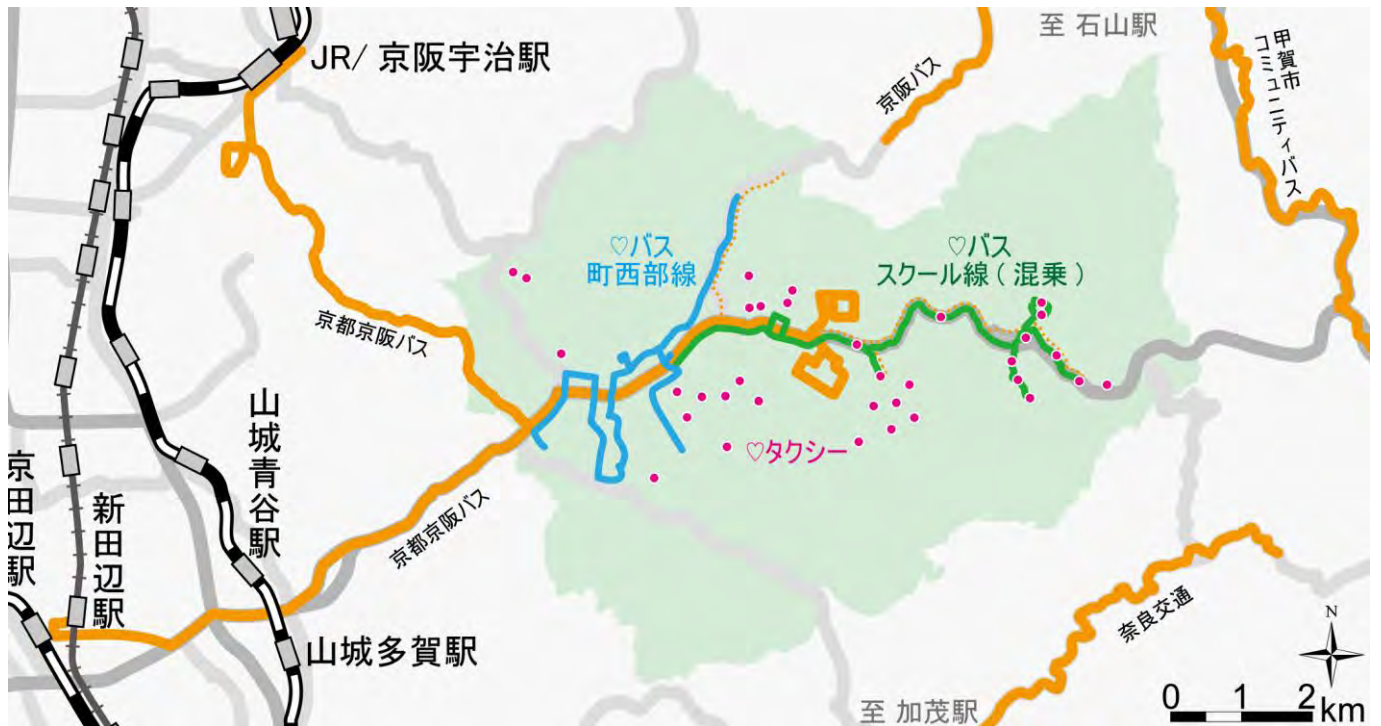 至 石山駅
JR/ 京阪宇治駅
京阪バス
甲賀市
コミュニティバス
♡バス
町西部線
♡バス
スクール線 ( 混乗 )
京都京阪バス
♡タクシー
京都京阪バス
山城青谷駅
新田辺駅
京田辺駅
山城多賀駅
奈良交通
至 加茂駅
N
0 1 2 km